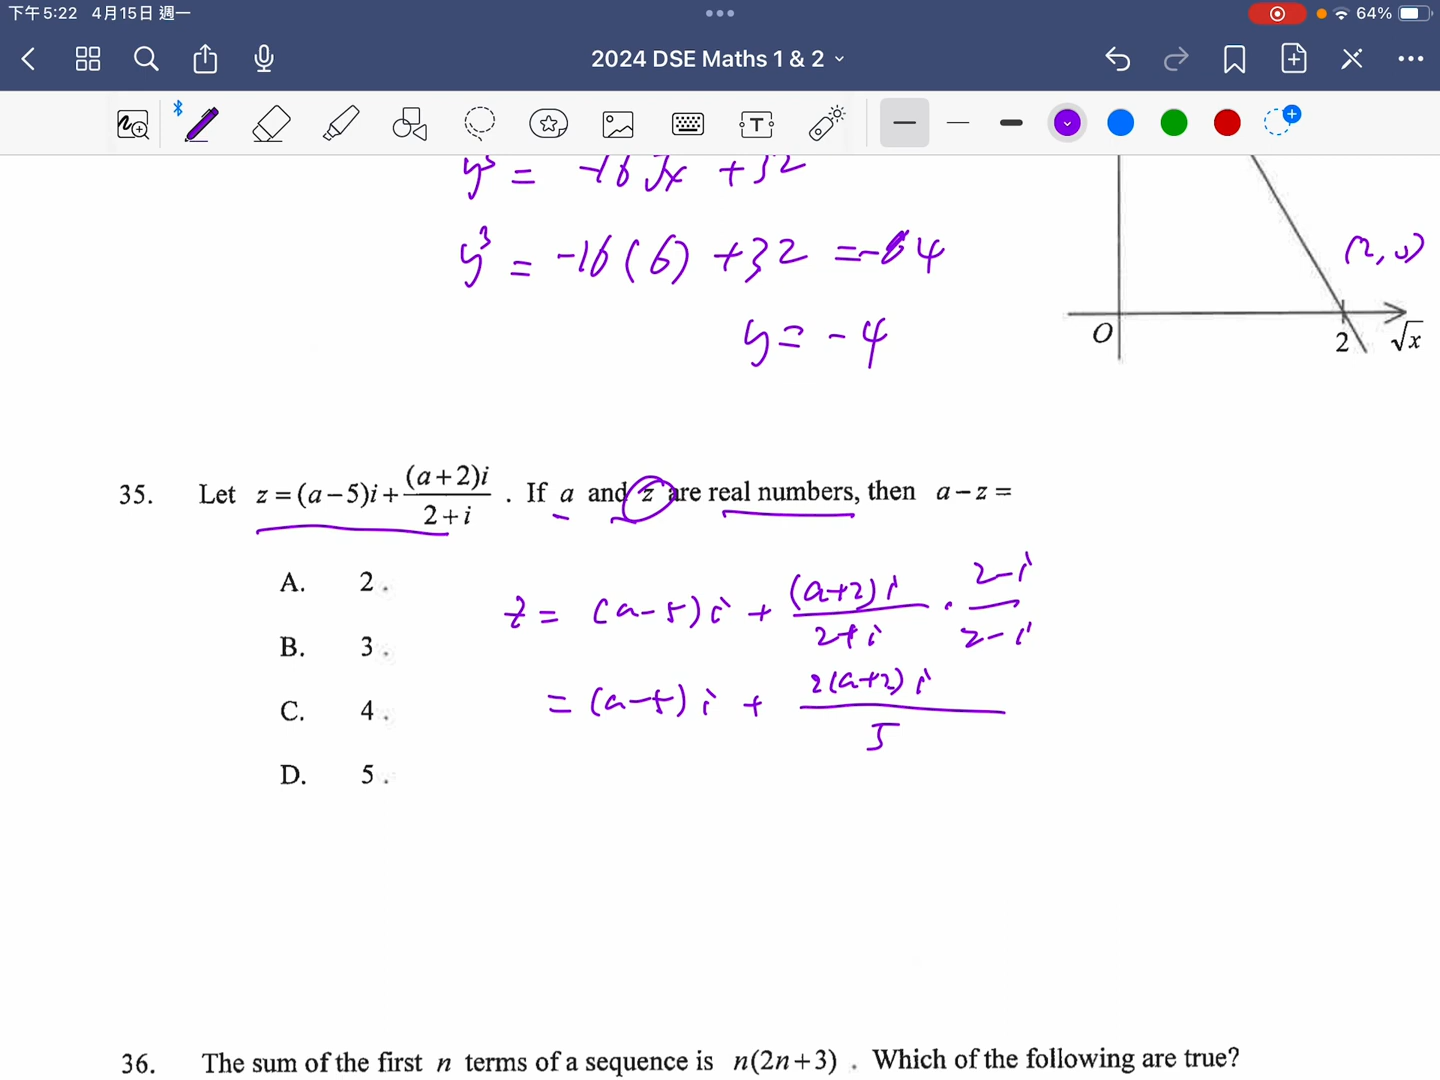 下午5:22 4月15日 週一
64%
2024 DSE Maths 1 & 2
T
y³ = -16√x + 32
y³ = -16(6) + 32 = -64
(2, 0)
y = -4
O
2
√x
35. Let z = (a−5)i + (a+2)i/(2+i) . If a and z are real numbers, then a − z =
A. 2 .
B. 3 .
C. 4 .
D. 5 .
z = (a-5)i + (a+2)i/(2+i) · (2-i)/(2-i)
= (a-5)i + 2(a+2)i/5
36. The sum of the first n terms of a sequence is n(2n+3) . Which of the following are true?